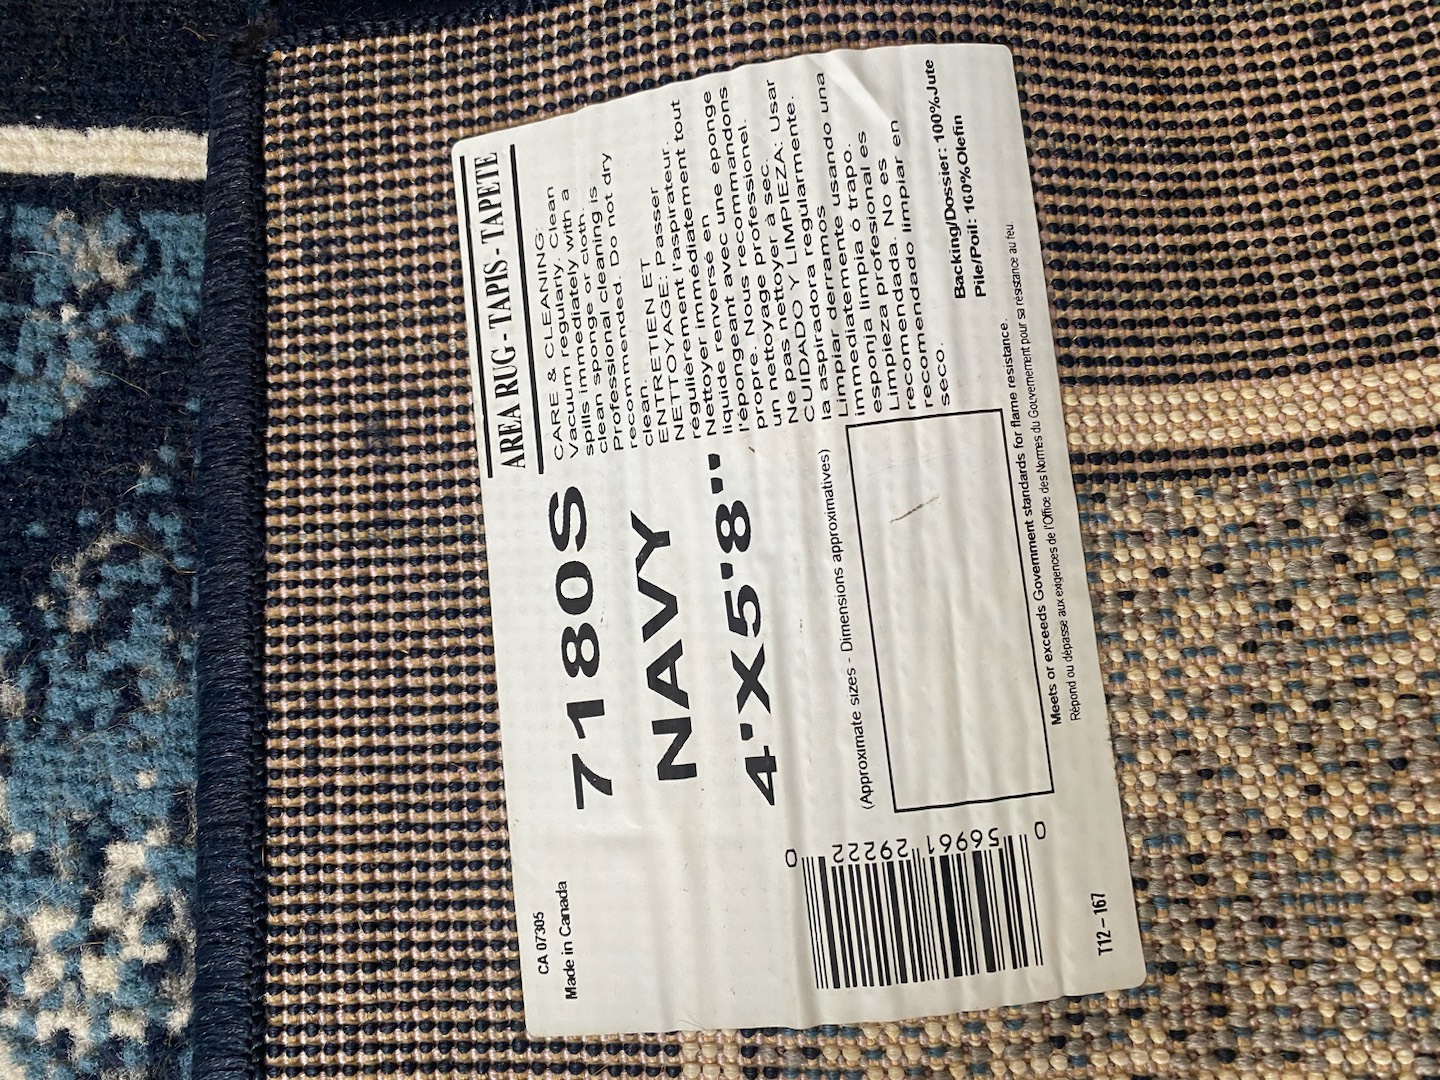 AREA RUG - TAPIS - TAPETE
CARE & CLEANING:
Vacuum regularly. Clean
spills immediately with a
clean sponge or cloth.
Professional cleaning is
recommended. Do not dry
clean.
ENTRETIEN ET
NETTOYAGE: Passer
régulièrement l'aspirateur.
Nettoyer immédiatement tout
liquide renversé en
l'épongeant avec une éponge
propre. Nous recommandons
un nettoyage professionel.
Ne pas nettoyer à sec.
CUIDADO Y LIMPIEZA: Usar
la aspiradora regularmente.
Limpiar derramos
immediatemente usando una
esponja limpia ó trapo.
Limpieza profesional es
recomendada. No es
recomendado limpiar en
seco.
Backing/Dossier: 100%Jute
Pile/Poil: 100%Olefin
7180S
NAVY
4'X5'8"
(Approximate sizes - Dimensions approximatives)
Meets or exceeds Government standards for flame resistance.
Répond ou dépasse aux exigences de l'Office des Normes du Gouvernement pour sa résistance au feu.
CA 07305
Made in Canada
0 56961 29222 0
T12 - 167